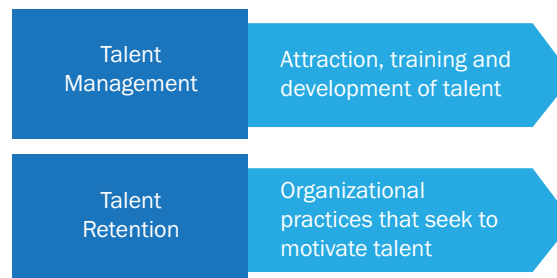 Talent
Management
Attraction, training and
development of talent
Talent
Retention
Organizational
practices that seek to
motivate talent